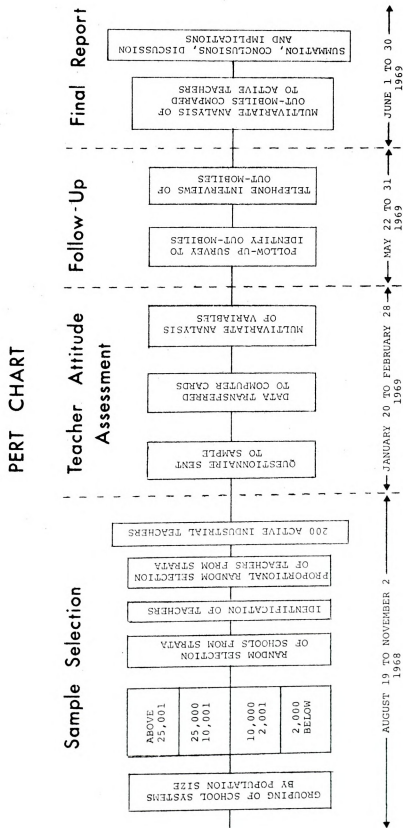 PERT CHART
Sample Selection
Teacher Attitude
Assessment
Follow-Up
Final Report
GROUPING OF SCHOOL SYSTEMS
BY POPULATION SIZE
ABOVE
25,001
25,000
10,001
10,000
2,001
2,000
BELOW
RANDOM SELECTION
OF SCHOOLS FROM STRATA
IDENTIFICATION OF TEACHERS
PROPORTIONAL RANDOM SELECTION
OF TEACHERS FROM STRATA
200 ACTIVE INDUSTRIAL TEACHERS
QUESTIONNAIRE SENT
TO SAMPLE
DATA TRANSFERRED
TO COMPUTER CARDS
MULTIVARIATE ANALYSIS
OF VARIABLES
FOLLOW-UP SURVEY TO
IDENTIFY OUT-MOBILES
TELEPHONE INTERVIEWS OF
OUT-MOBILES
MULTIVARIATE ANALYSIS OF
OUT-MOBILES COMPARED
TO ACTIVE TEACHERS
SUMMATION, CONCLUSIONS, DISCUSSION
AND IMPLICATIONS
AUGUST 19 TO NOVEMBER 2
1968
JANUARY 20 TO FEBRUARY 28
1969
MAY 22 TO 31
1969
JUNE 1 TO 30
1969